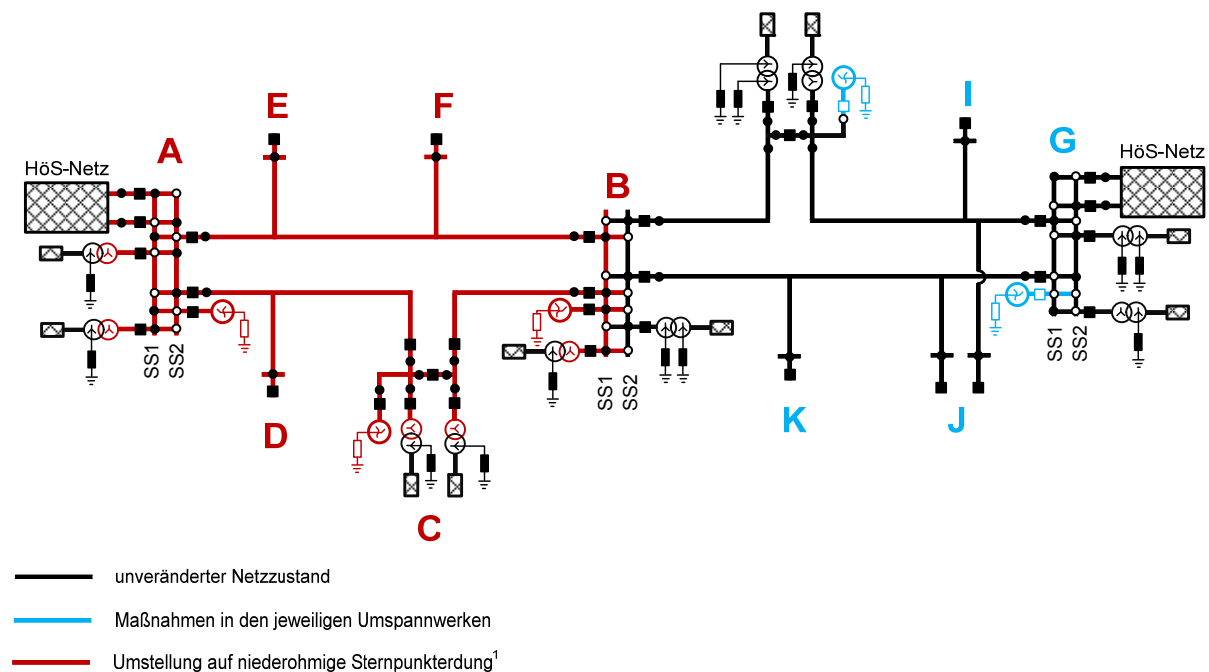 E
F
I
A
G
HöS-Netz
HöS-Netz
B
SS1
SS2
SS1
SS2
SS1
SS2
D
K
J
C
unveränderter Netzzustand
Maßnahmen in den jeweiligen Umspannwerken
Umstellung auf niederohmige Sternpunkterdung¹